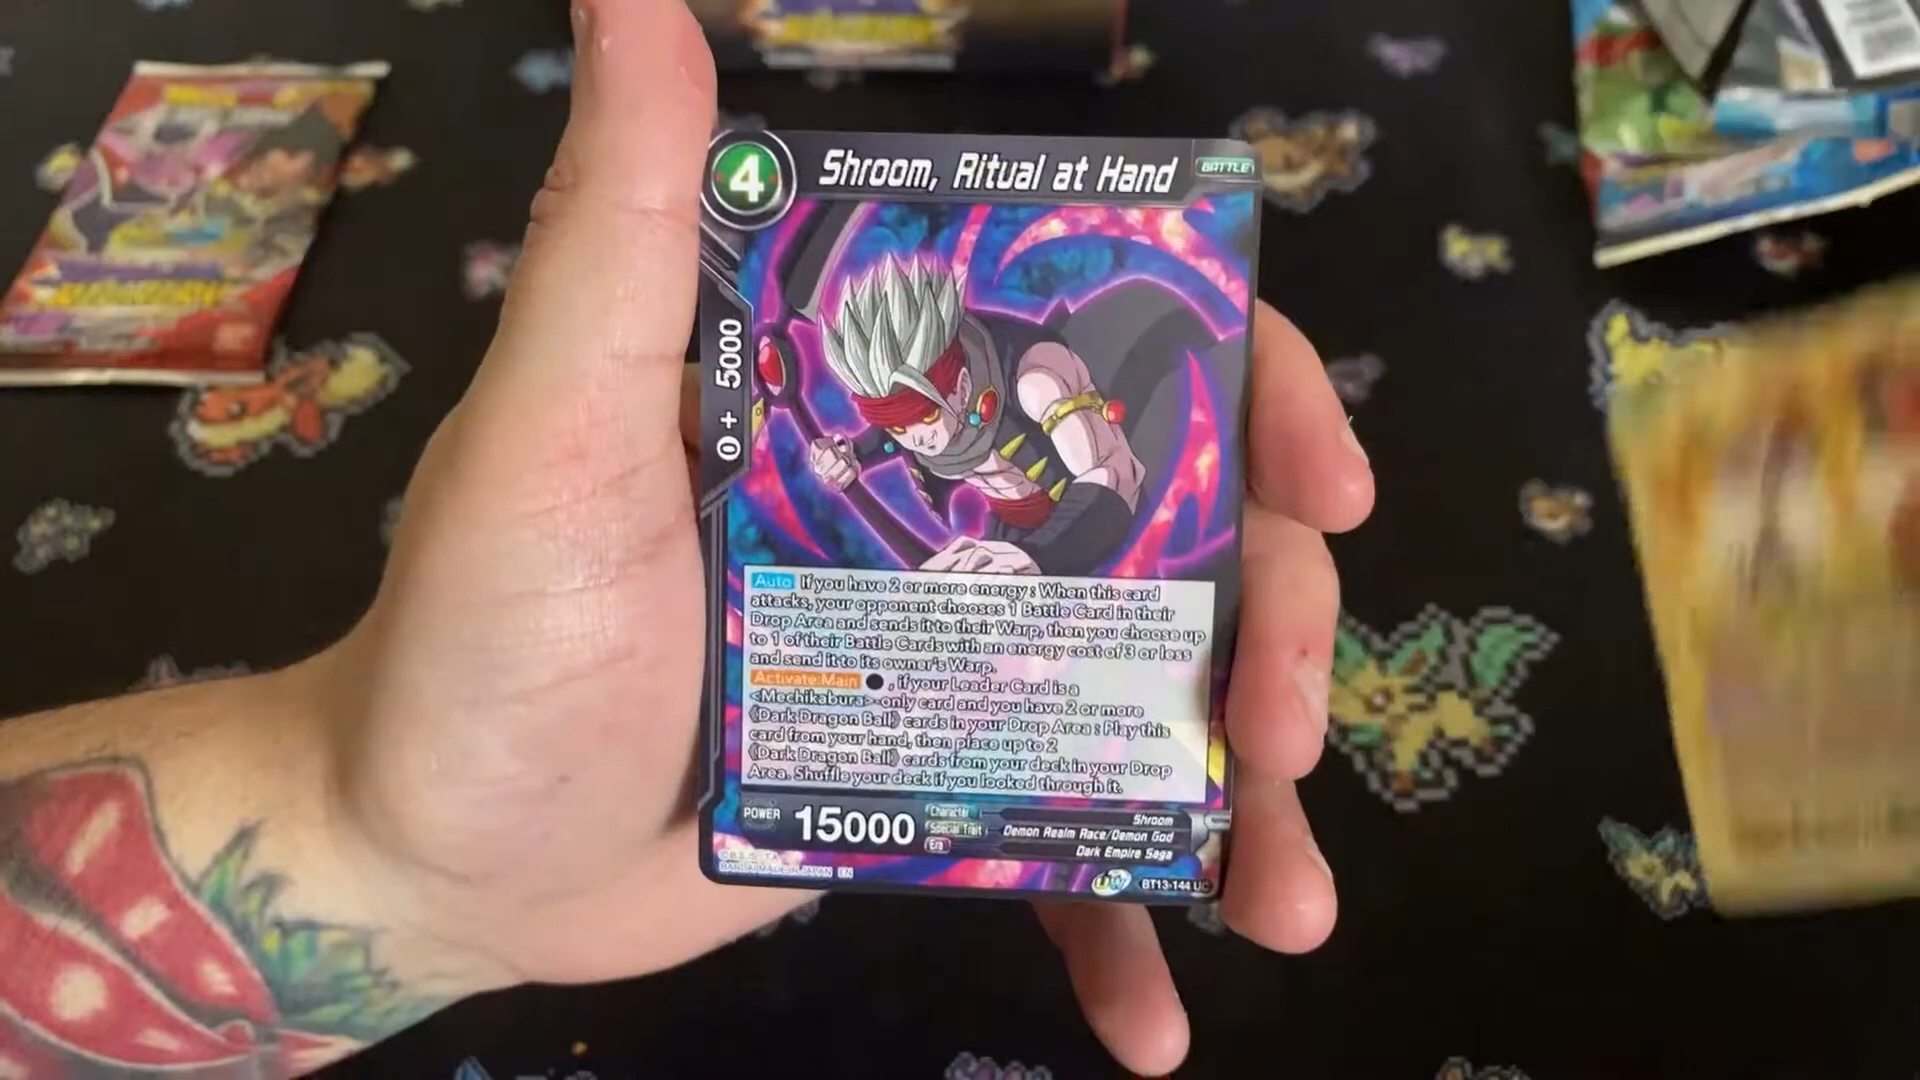 4
Shroom, Ritual at Hand
BATTLE
0 + 5000
Auto If you have 2 or more energy : When this card
attacks, your opponent chooses 1 Battle Card in their
Drop Area and sends it to their Warp, then you choose up
to 1 of their Battle Cards with an energy cost of 3 or less
and send it to its owner's Warp.
Activate:Main , if your Leader Card is a
<Mechikabura>-only card and you have 2 or more
《Dark Dragon Ball》 cards in your Drop Area : Play this
card from your hand, then place up to 2
《Dark Dragon Ball》 cards from your deck in your Drop
Area. Shuffle your deck if you looked through it.
POWER 15000
Character Shroom
Special Trait Demon Realm Race/Demon God
Era Dark Empire Saga
BANDAI MADE IN JAPAN EN
UW BT13-144 UC